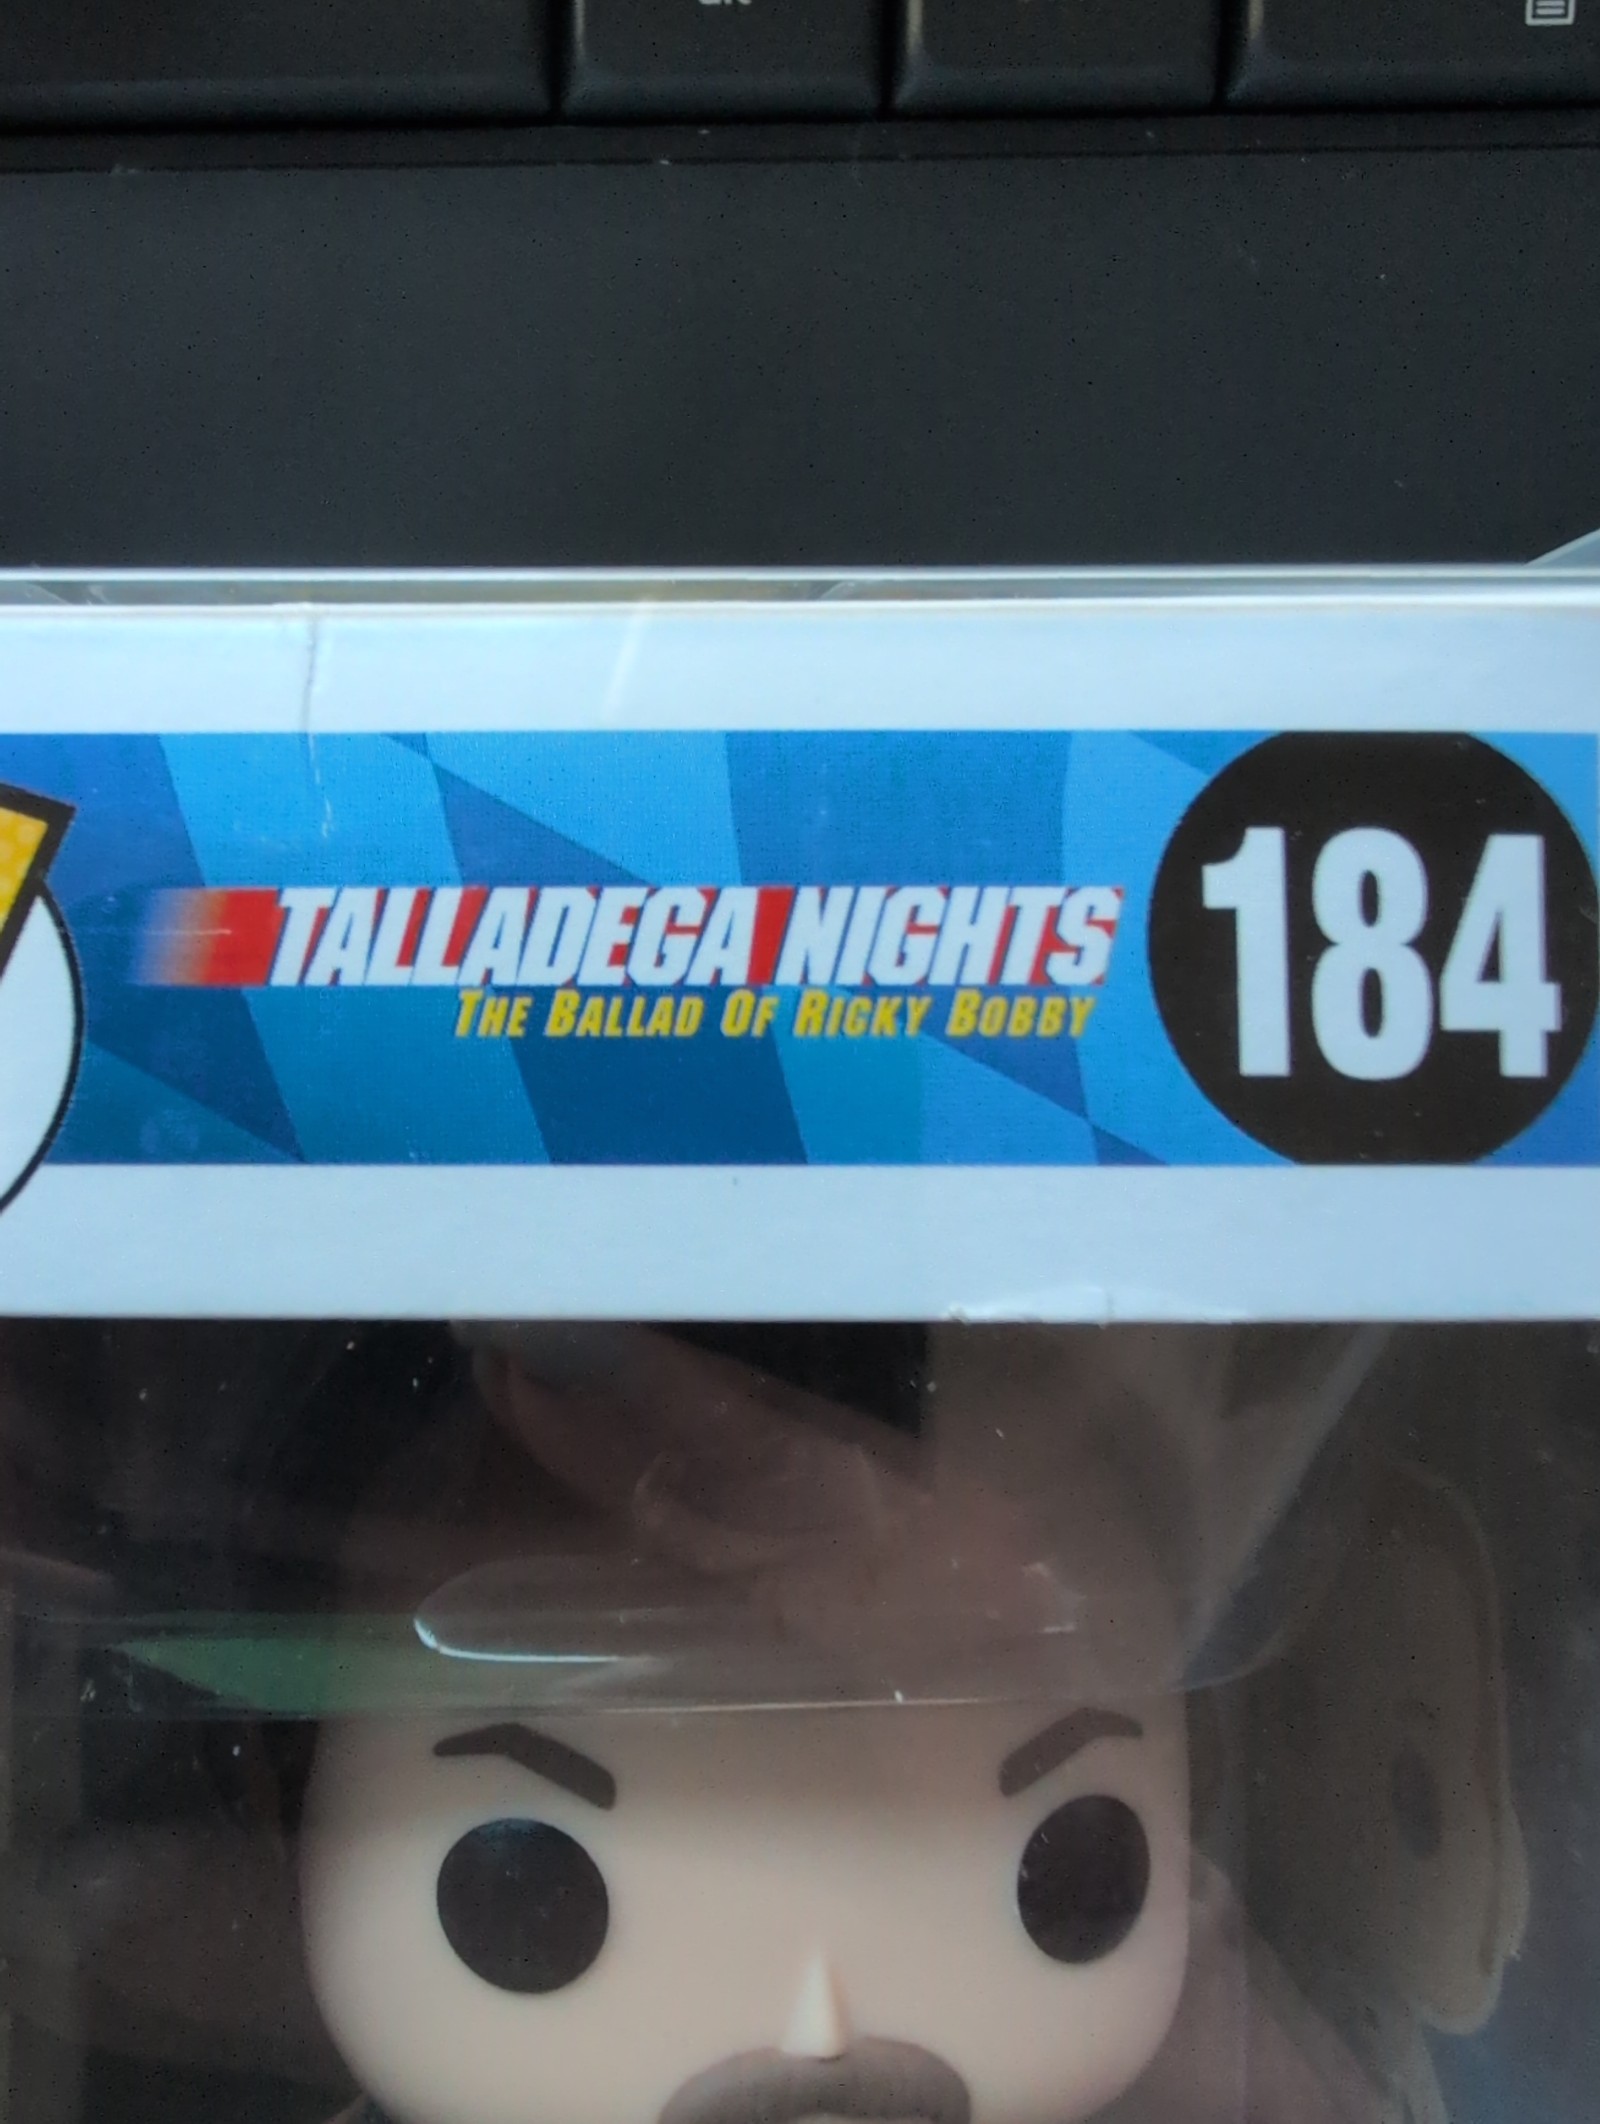 TALLADEGA NIGHTS
THE BALLAD OF RICKY BOBBY
184